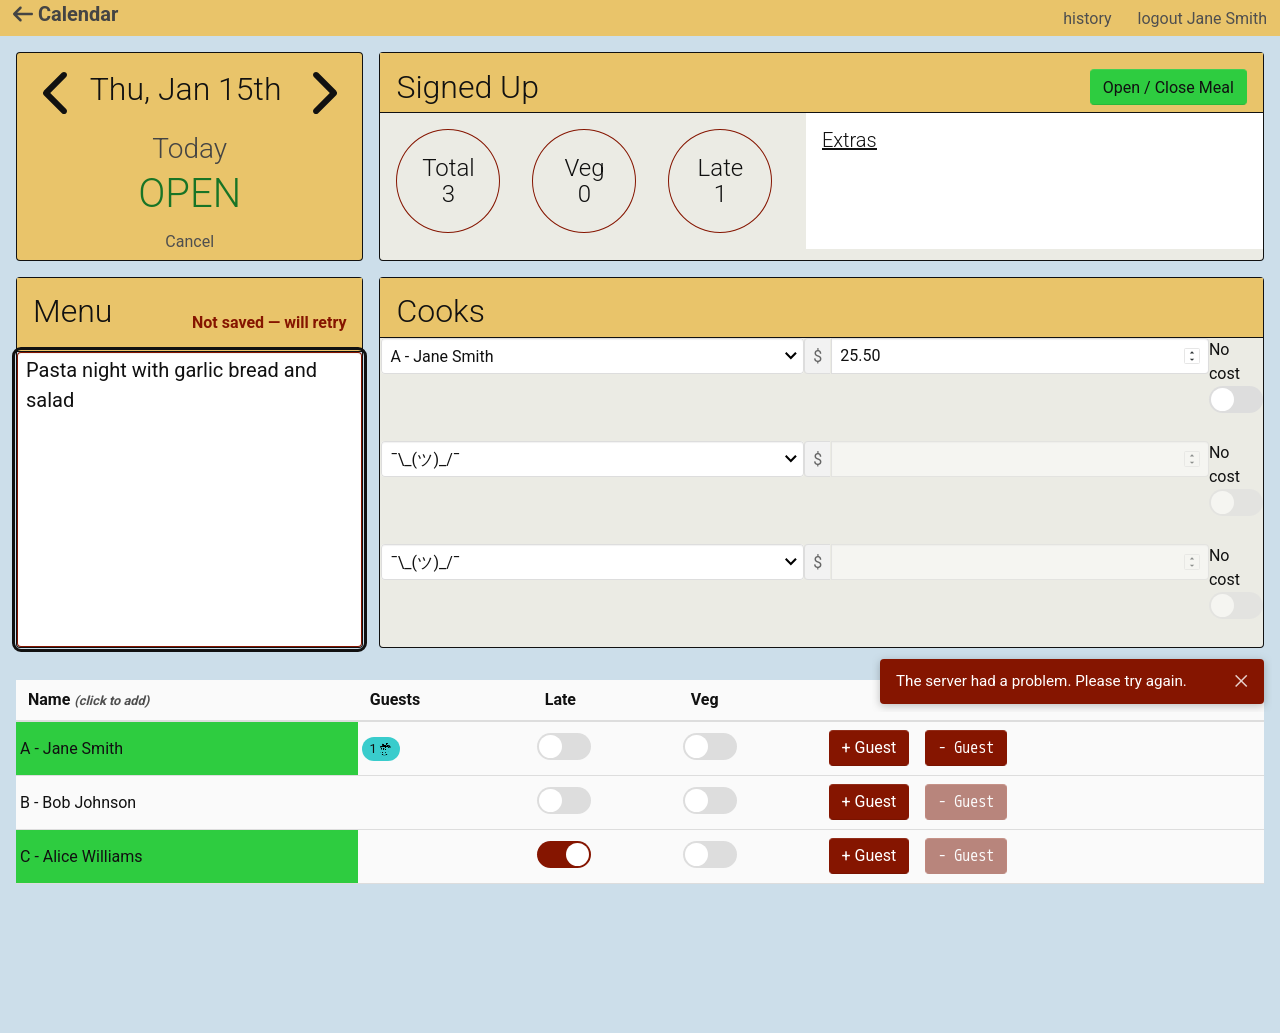 Calendar
history
logout Jane Smith
Thu, Jan 15th
Today
OPEN
Cancel
Signed Up
Open / Close Meal
Total
3
Veg
0
Late
1
Extras
Menu
Not saved — will retry
Pasta night with garlic bread and
salad
Cooks
A - Jane Smith
$
25.50
No
cost
¯\_(ツ)_/¯
$
No
cost
¯\_(ツ)_/¯
$
No
cost
The server had a problem. Please try again.
Name (click to add)
Guests
Late
Veg
A - Jane Smith
1
+ Guest
- Guest
B - Bob Johnson
+ Guest
- Guest
C - Alice Williams
+ Guest
- Guest